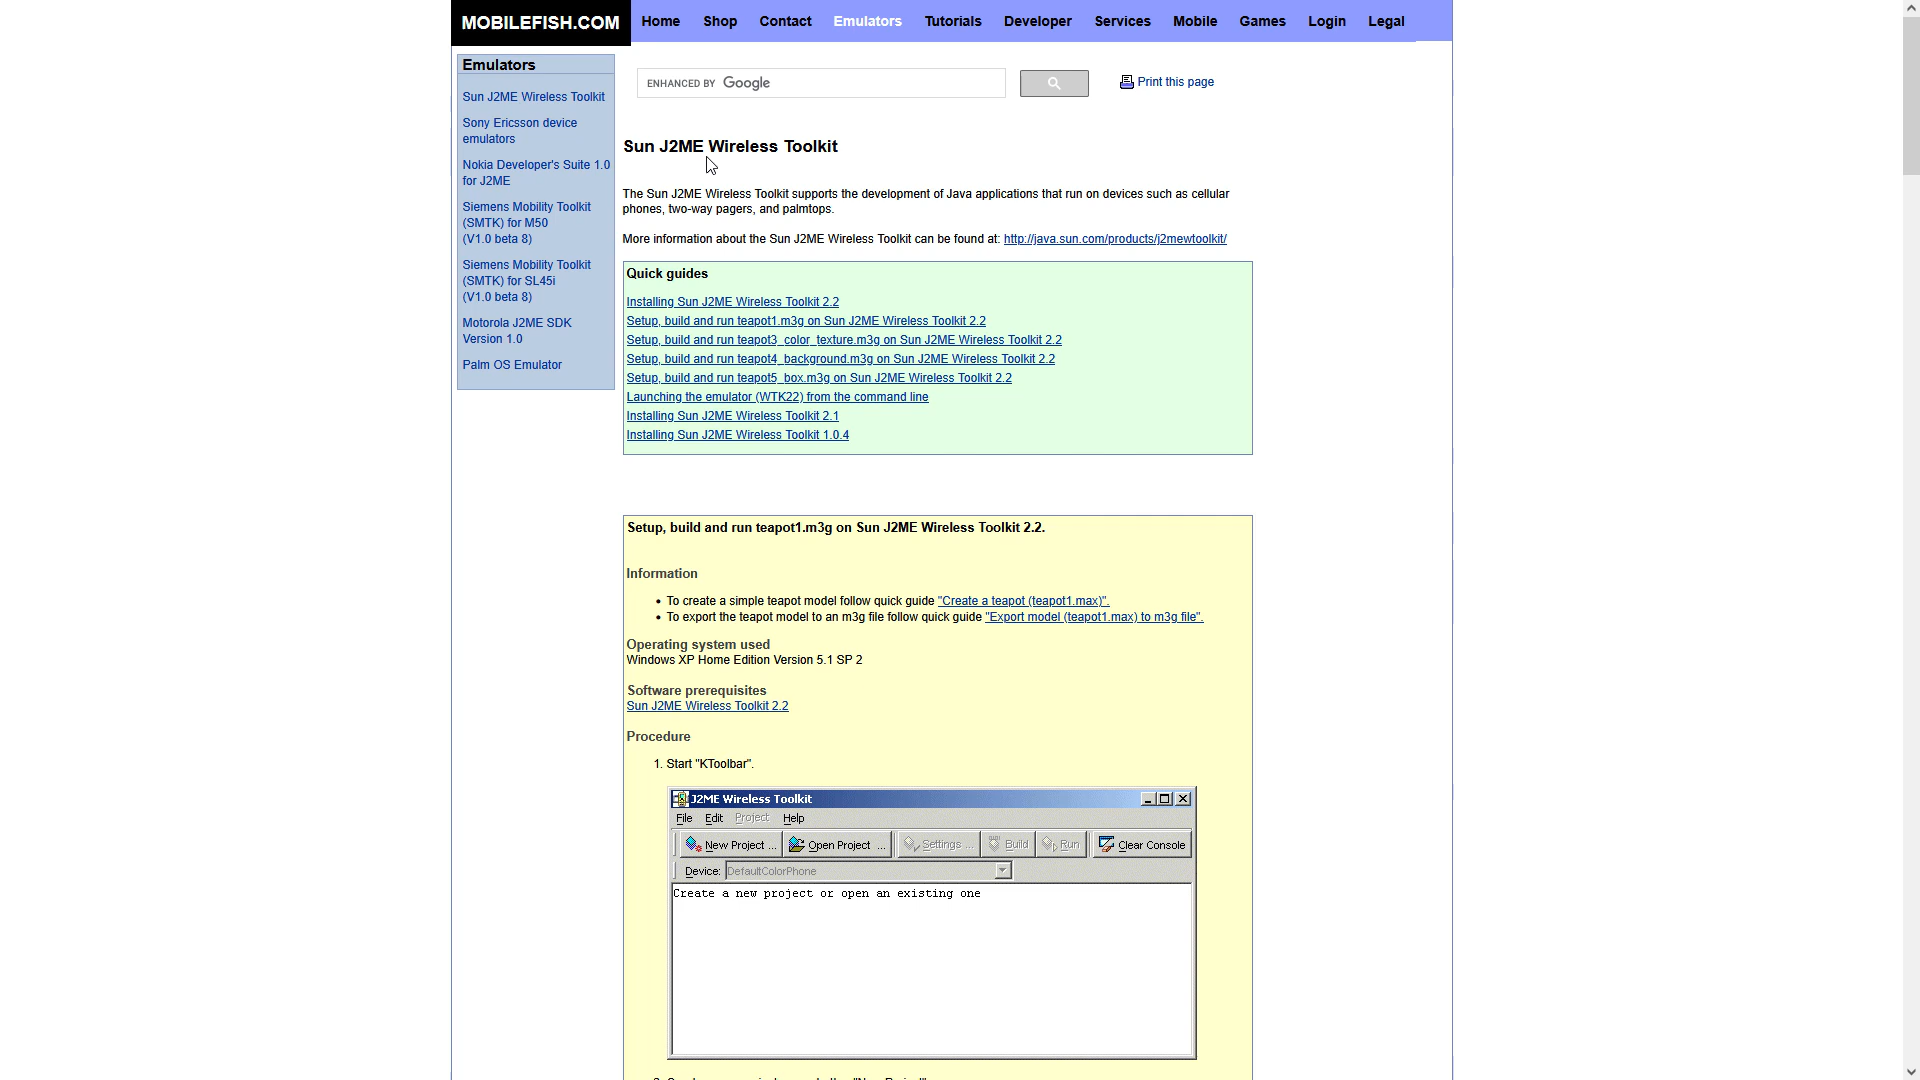 MOBILEFISH.COM
Home Shop Contact Emulators Tutorials Developer Services Mobile Games Login Legal
Emulators
Sun J2ME Wireless Toolkit
Sony Ericsson device
emulators
Nokia Developer's Suite 1.0
for J2ME
Siemens Mobility Toolkit
(SMTK) for M50
(V1.0 beta 8)
Siemens Mobility Toolkit
(SMTK) for SL45i
(V1.0 beta 8)
Motorola J2ME SDK
Version 1.0
Palm OS Emulator
ENHANCED BY Google
Print this page
Sun J2ME Wireless Toolkit
The Sun J2ME Wireless Toolkit supports the development of Java applications that run on devices such as cellular
phones, two-way pagers, and palmtops.
More information about the Sun J2ME Wireless Toolkit can be found at: http://java.sun.com/products/j2mewtoolkit/
Quick guides
Installing Sun J2ME Wireless Toolkit 2.2
Setup, build and run teapot1.m3g on Sun J2ME Wireless Toolkit 2.2
Setup, build and run teapot3_color_texture.m3g on Sun J2ME Wireless Toolkit 2.2
Setup, build and run teapot4_background.m3g on Sun J2ME Wireless Toolkit 2.2
Setup, build and run teapot5_box.m3g on Sun J2ME Wireless Toolkit 2.2
Launching the emulator (WTK22) from the command line
Installing Sun J2ME Wireless Toolkit 2.1
Installing Sun J2ME Wireless Toolkit 1.0.4
Setup, build and run teapot1.m3g on Sun J2ME Wireless Toolkit 2.2.
Information
• To create a simple teapot model follow quick guide "Create a teapot (teapot1.max)".
• To export the teapot model to an m3g file follow quick guide "Export model (teapot1.max) to m3g file".
Operating system used
Windows XP Home Edition Version 5.1 SP 2
Software prerequisites
Sun J2ME Wireless Toolkit 2.2
Procedure
1. Start "KToolbar".
J2ME Wireless Toolkit
File Edit Project Help
New Project ... Open Project ... Settings ... Build Run Clear Console
Device: DefaultColorPhone
Create a new project or open an existing one